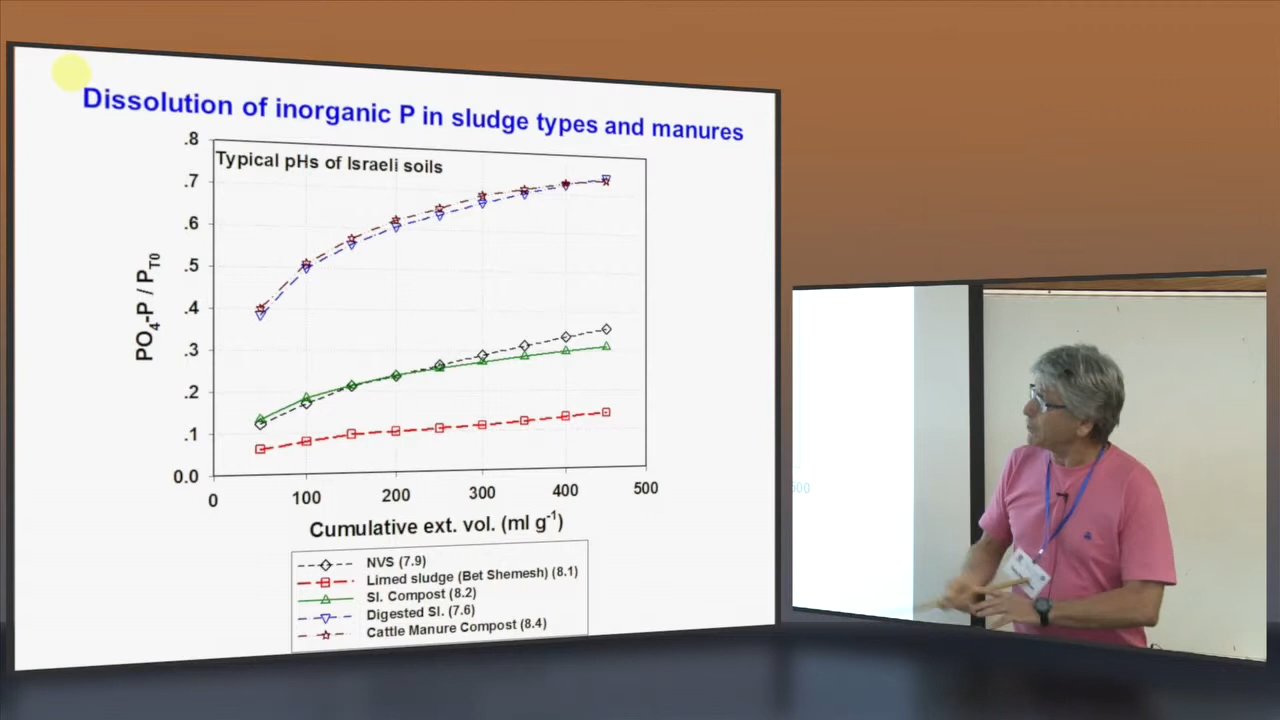 Dissolution of inorganic P in sludge types and manures
.8
Typical pHs of Israeli soils
.7
.6
.5
.4
.3
.2
.1
0.0
PO4-P / PT0
0 100 200 300 400 500
Cumulative ext. vol. (ml g-1)
NVS (7.9)
Limed sludge (Bet Shemesh) (8.1)
Sl. Compost (8.2)
Digested Sl. (7.6)
Cattle Manure Compost (8.4)